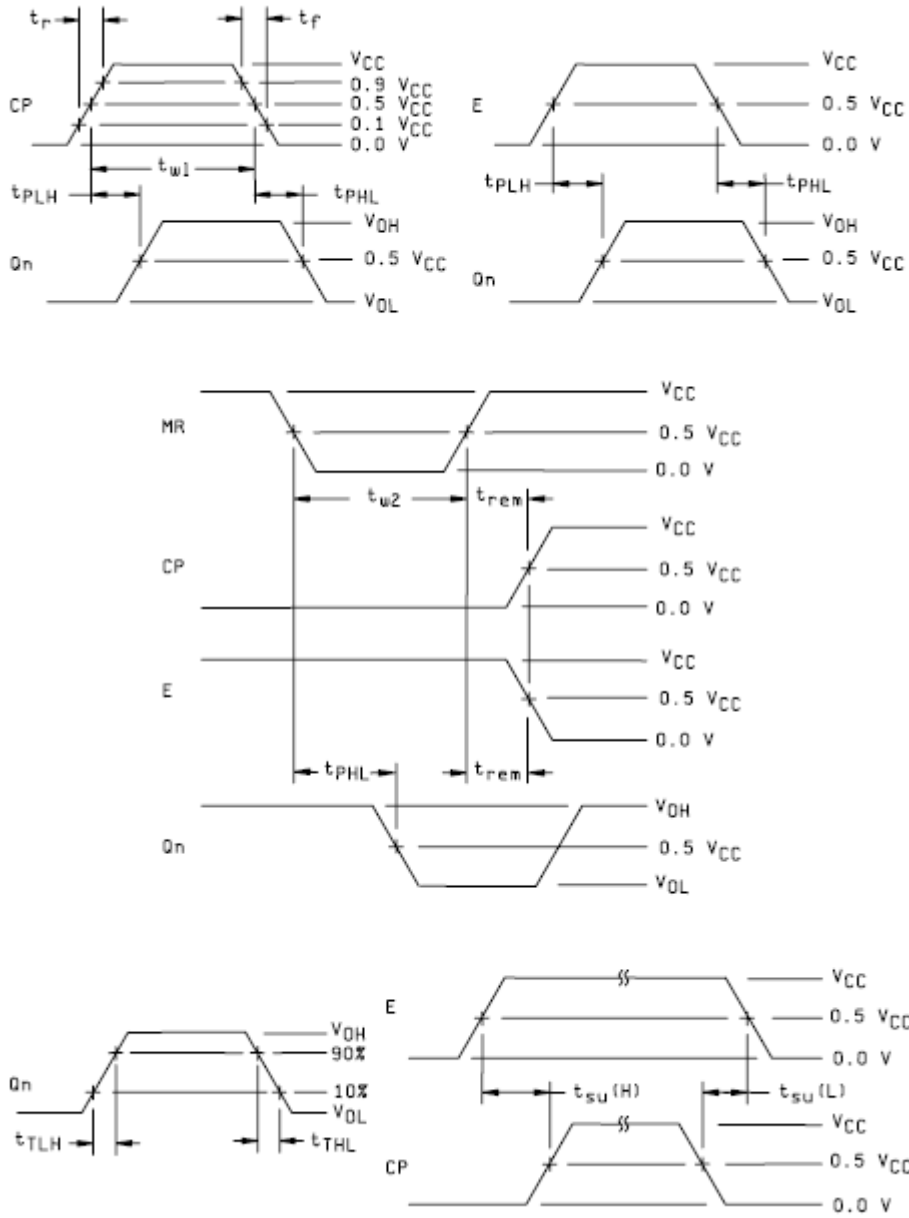 tr
tf
VCC
0.9 VCC
CP
0.5 VCC
0.1 VCC
0.0 V
tw1
tPLH
tPHL
VOH
Qn
0.5 VCC
VOL
VCC
E
0.5 VCC
0.0 V
tPLH
tPHL
VOH
Qn
0.5 VCC
VOL
VCC
MR
0.5 VCC
0.0 V
tw2
trem
VCC
CP
0.5 VCC
0.0 V
VCC
E
0.5 VCC
0.0 V
tPHL
trem
VOH
Qn
0.5 VCC
VOL
VOH
90%
Qn
10%
VOL
tTLH
tTHL
VCC
E
0.5 VCC
0.0 V
tsu(H)
tsu(L)
VCC
CP
0.5 VCC
0.0 V